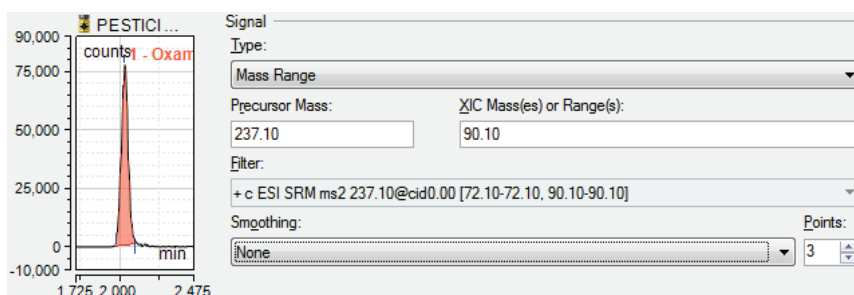 PESTICI...
90,000
counts
1 - Oxam
75,000
50,000
25,000
0
min
-10,000
1.725 2.000 2.475
Signal
Type:
Mass Range
Precursor Mass: XIC Mass(es) or Range(s):
237.10 90.10
Filter:
+ c ESI SRM ms2 237.10@cid0.00 [72.10-72.10, 90.10-90.10]
Smoothing: Points:
None 3